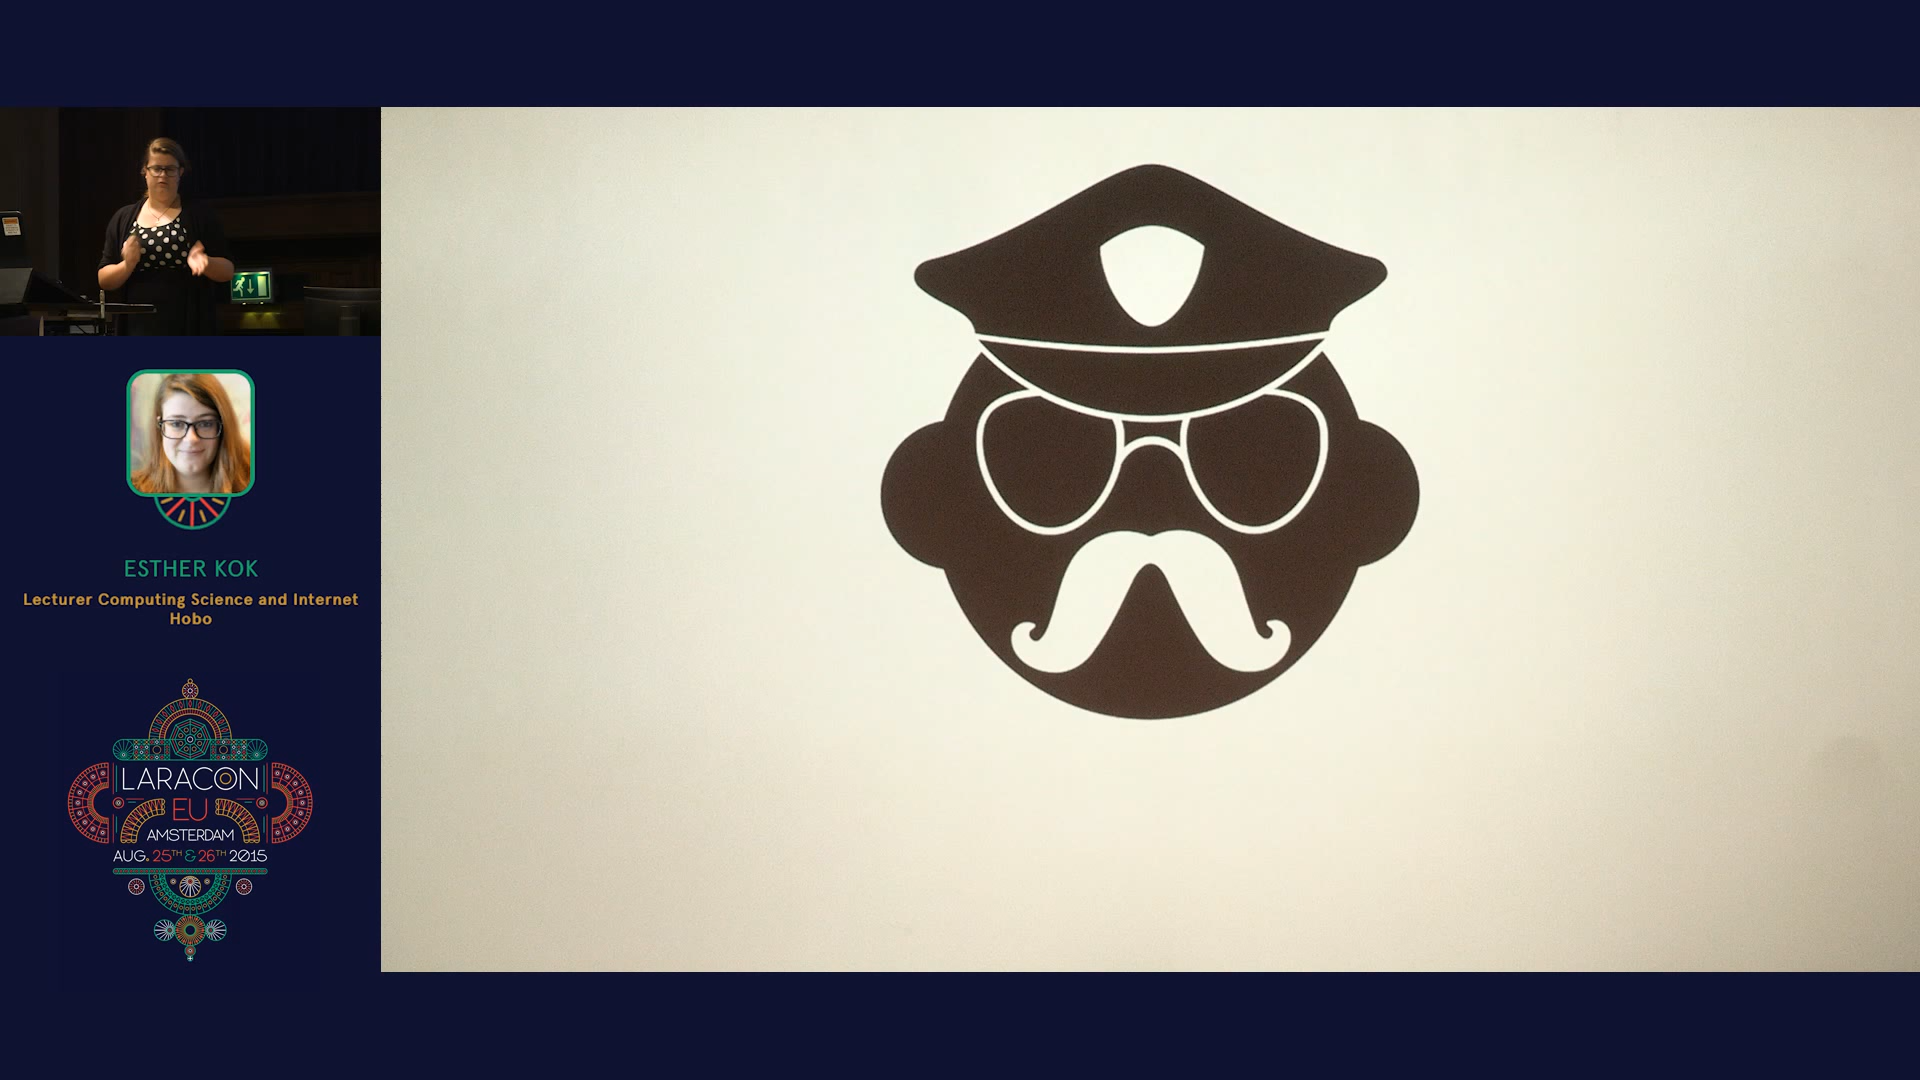 ESTHER KOK
Lecturer Computing Science and Internet
Hobo
LARACON
EU
AMSTERDAM
AUG. 25TH & 26TH 2015